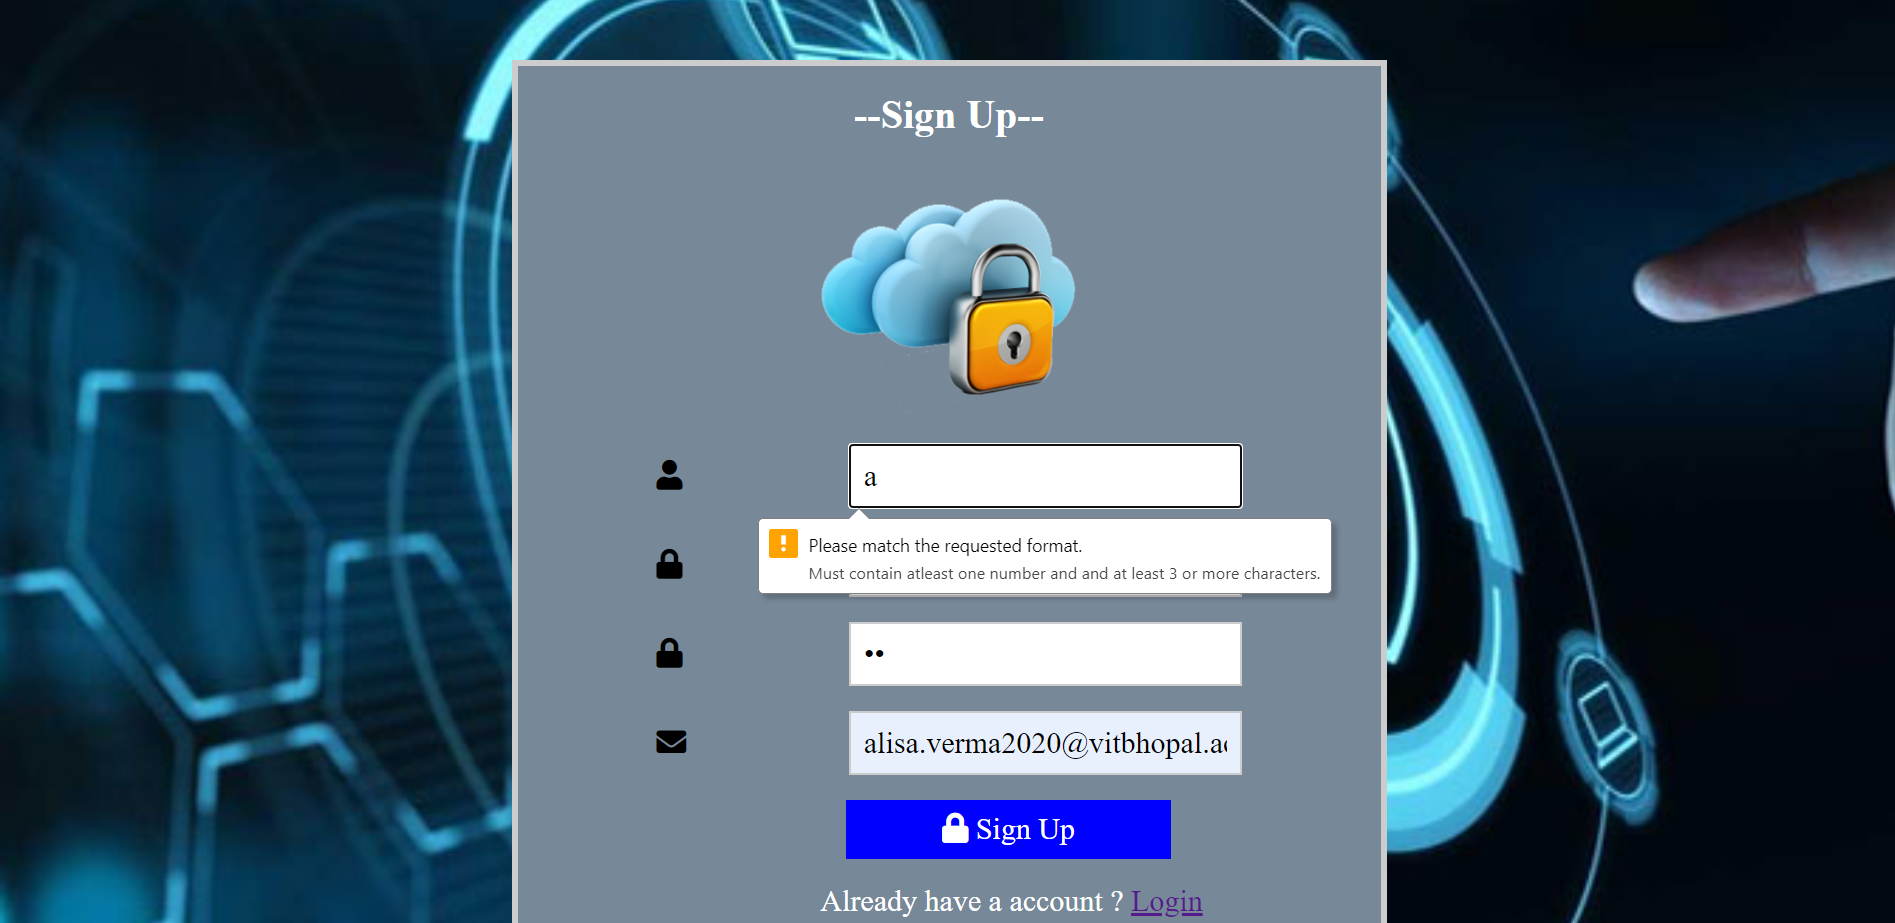 --Sign Up--
a
Please match the requested format.
Must contain atleast one number and and at least 3 or more characters.
••
alisa.verma2020@vitbhopal.ac
Sign Up
Already have a account ? Login